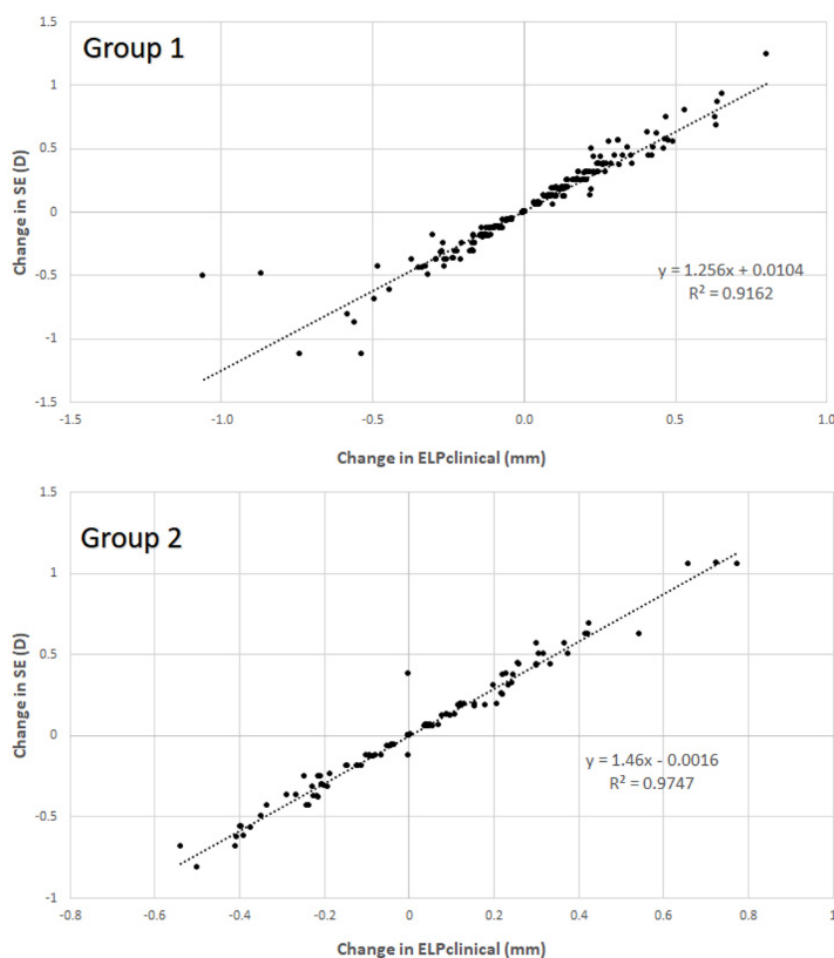 Group 1
1.5
1
0.5
0
-0.5
-1
-1.5
Change in SE (D)
y = 1.256x + 0.0104
R² = 0.9162
-1.5 -1.0 -0.5 0.0 0.5 1.0
Change in ELPclinical (mm)
Group 2
1.5
1
0.5
0
-0.5
-1
Change in SE (D)
y = 1.46x - 0.0016
R² = 0.9747
-0.8 -0.6 -0.4 -0.2 0 0.2 0.4 0.6 0.8 1
Change in ELPclinical (mm)